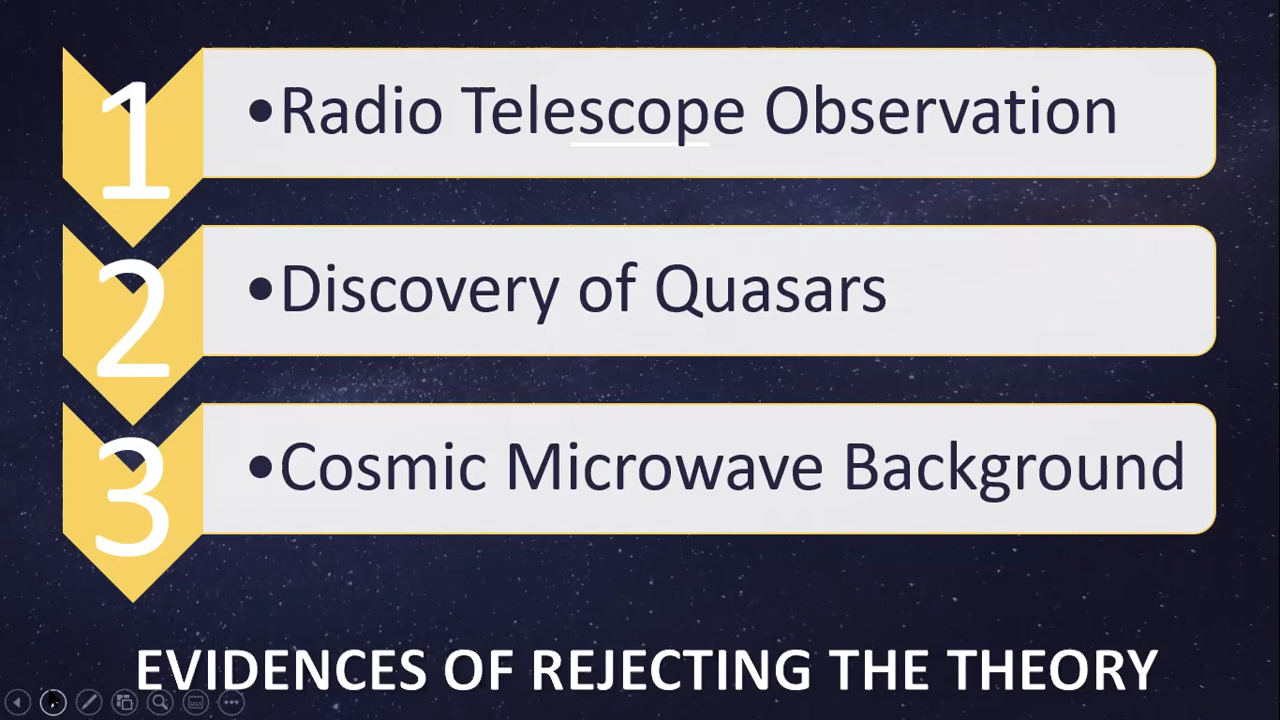 1
•Radio Telescope Observation
2
•Discovery of Quasars
3
•Cosmic Microwave Background
EVIDENCES OF REJECTING THE THEORY